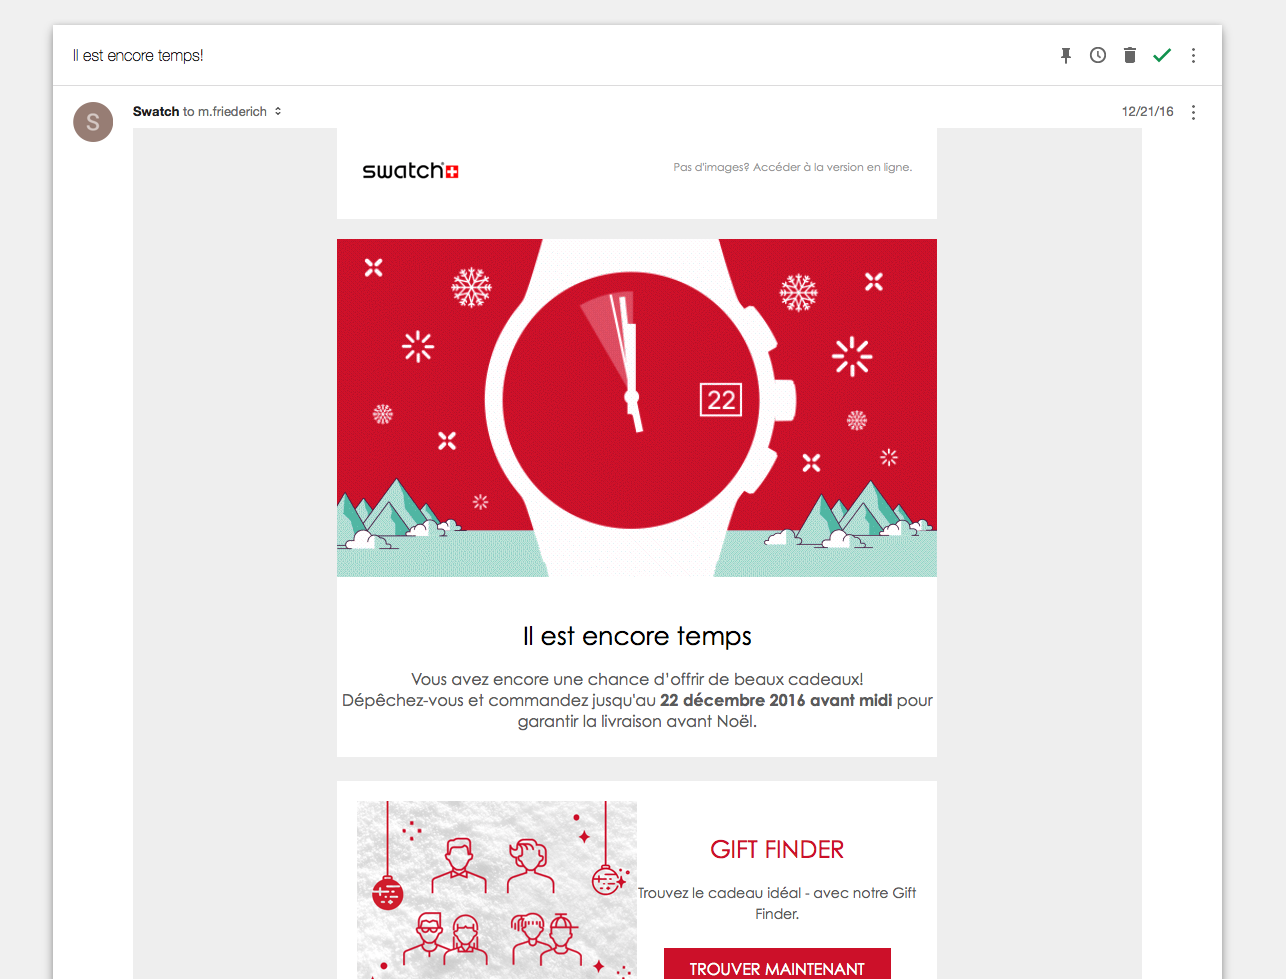 Il est encore temps!
S
Swatch to m.friederich
12/21/16
swatch
Pas d'images? Accéder à la version en ligne.
22
Il est encore temps
Vous avez encore une chance d’offrir de beaux cadeaux!
Dépêchez-vous et commandez jusqu'au 22 décembre 2016 avant midi pour
garantir la livraison avant Noël.
GIFT FINDER
Trouvez le cadeau idéal - avec notre Gift
Finder.
TROUVER MAINTENANT